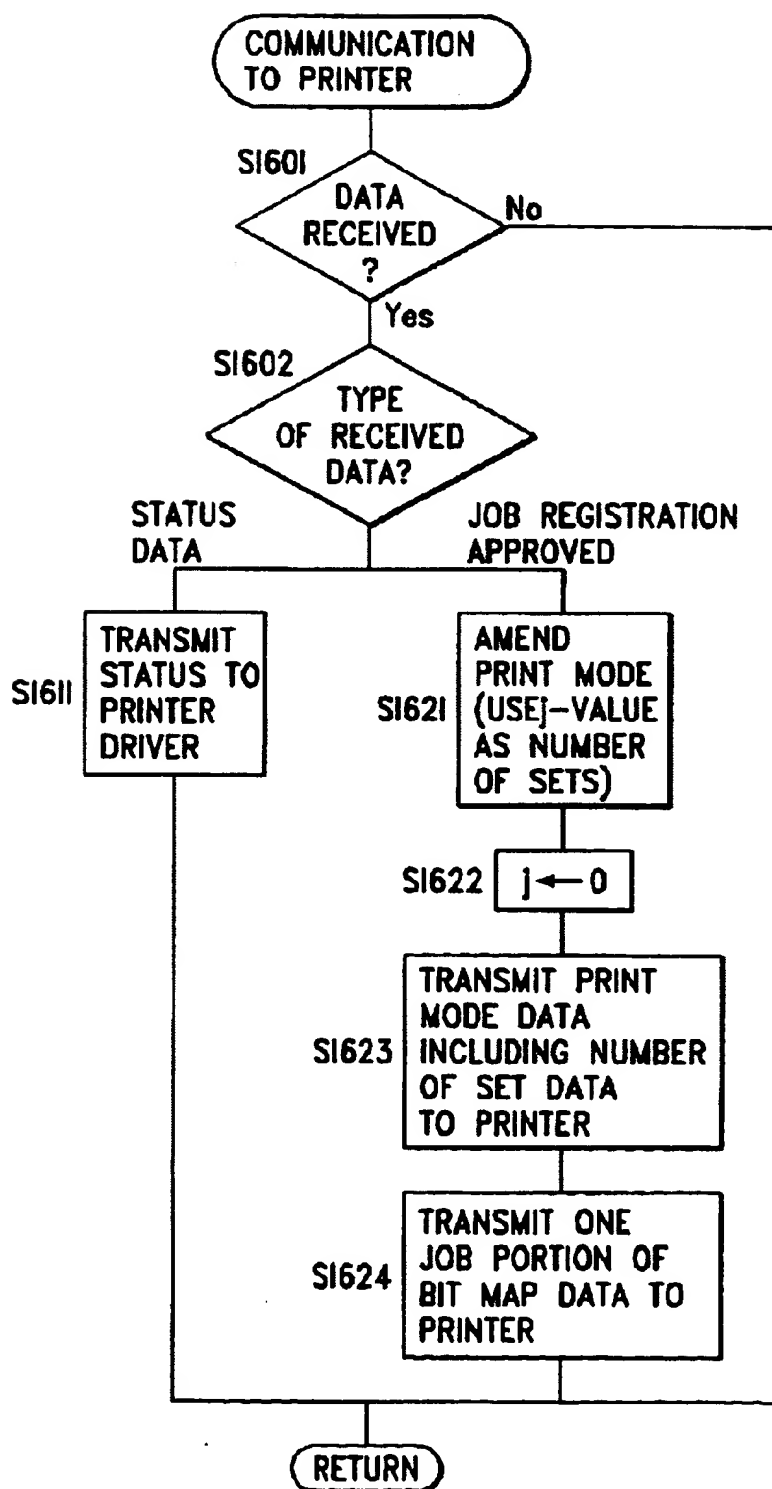 COMMUNICATION
TO PRINTER
S1601
DATA
RECEIVED
?
No
Yes
S1602
TYPE
OF RECEIVED
DATA?
STATUS
DATA
JOB REGISTRATION
APPROVED
S1611
TRANSMIT
STATUS TO
PRINTER
DRIVER
S1621
AMEND
PRINT MODE
(USEj-VALUE
AS NUMBER
OF SETS)
S1622
j ← 0
S1623
TRANSMIT PRINT
MODE DATA
INCLUDING NUMBER
OF SET DATA
TO PRINTER
S1624
TRANSMIT ONE
JOB PORTION OF
BIT MAP DATA TO
PRINTER
RETURN